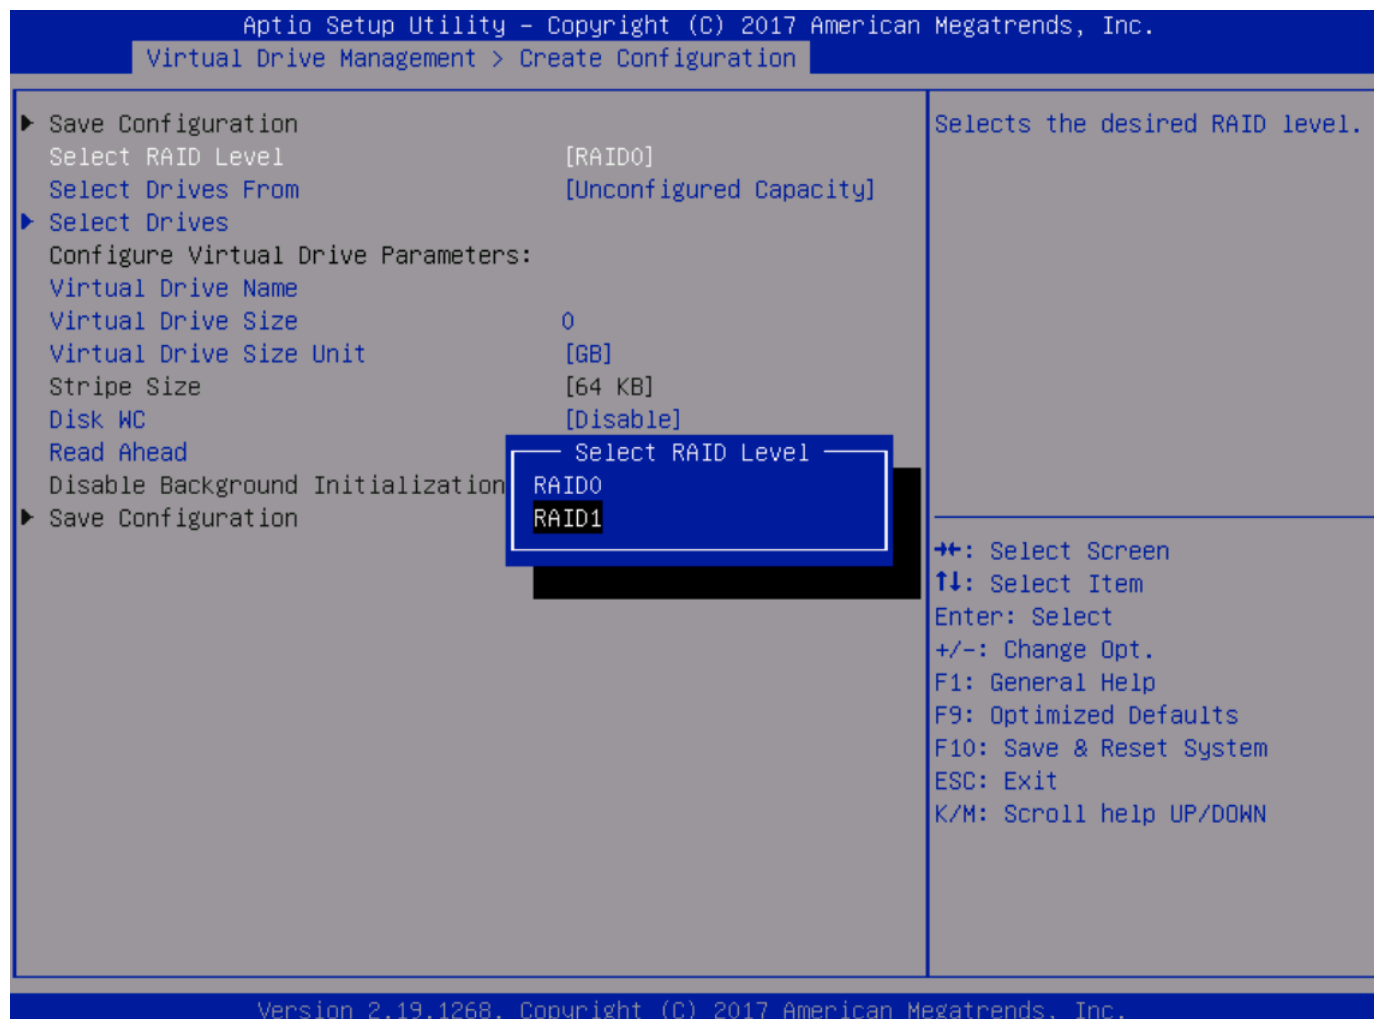 Aptio Setup Utility – Copyright (C) 2017 American Megatrends, Inc.
Virtual Drive Management > Create Configuration
Save Configuration
Select RAID Level [RAID0]
Select Drives From [Unconfigured Capacity]
Select Drives
Configure Virtual Drive Parameters:
Virtual Drive Name
Virtual Drive Size 0
Virtual Drive Size Unit [GB]
Stripe Size [64 KB]
Disk WC [Disable]
Read Ahead
Disable Background Initialization
Save Configuration
Select RAID Level
RAID0
RAID1
Selects the desired RAID level.
→←: Select Screen
↑↓: Select Item
Enter: Select
+/-: Change Opt.
F1: General Help
F9: Optimized Defaults
F10: Save & Reset System
ESC: Exit
K/M: Scroll help UP/DOWN
Version 2.19.1268. Copyright (C) 2017 American Megatrends, Inc.